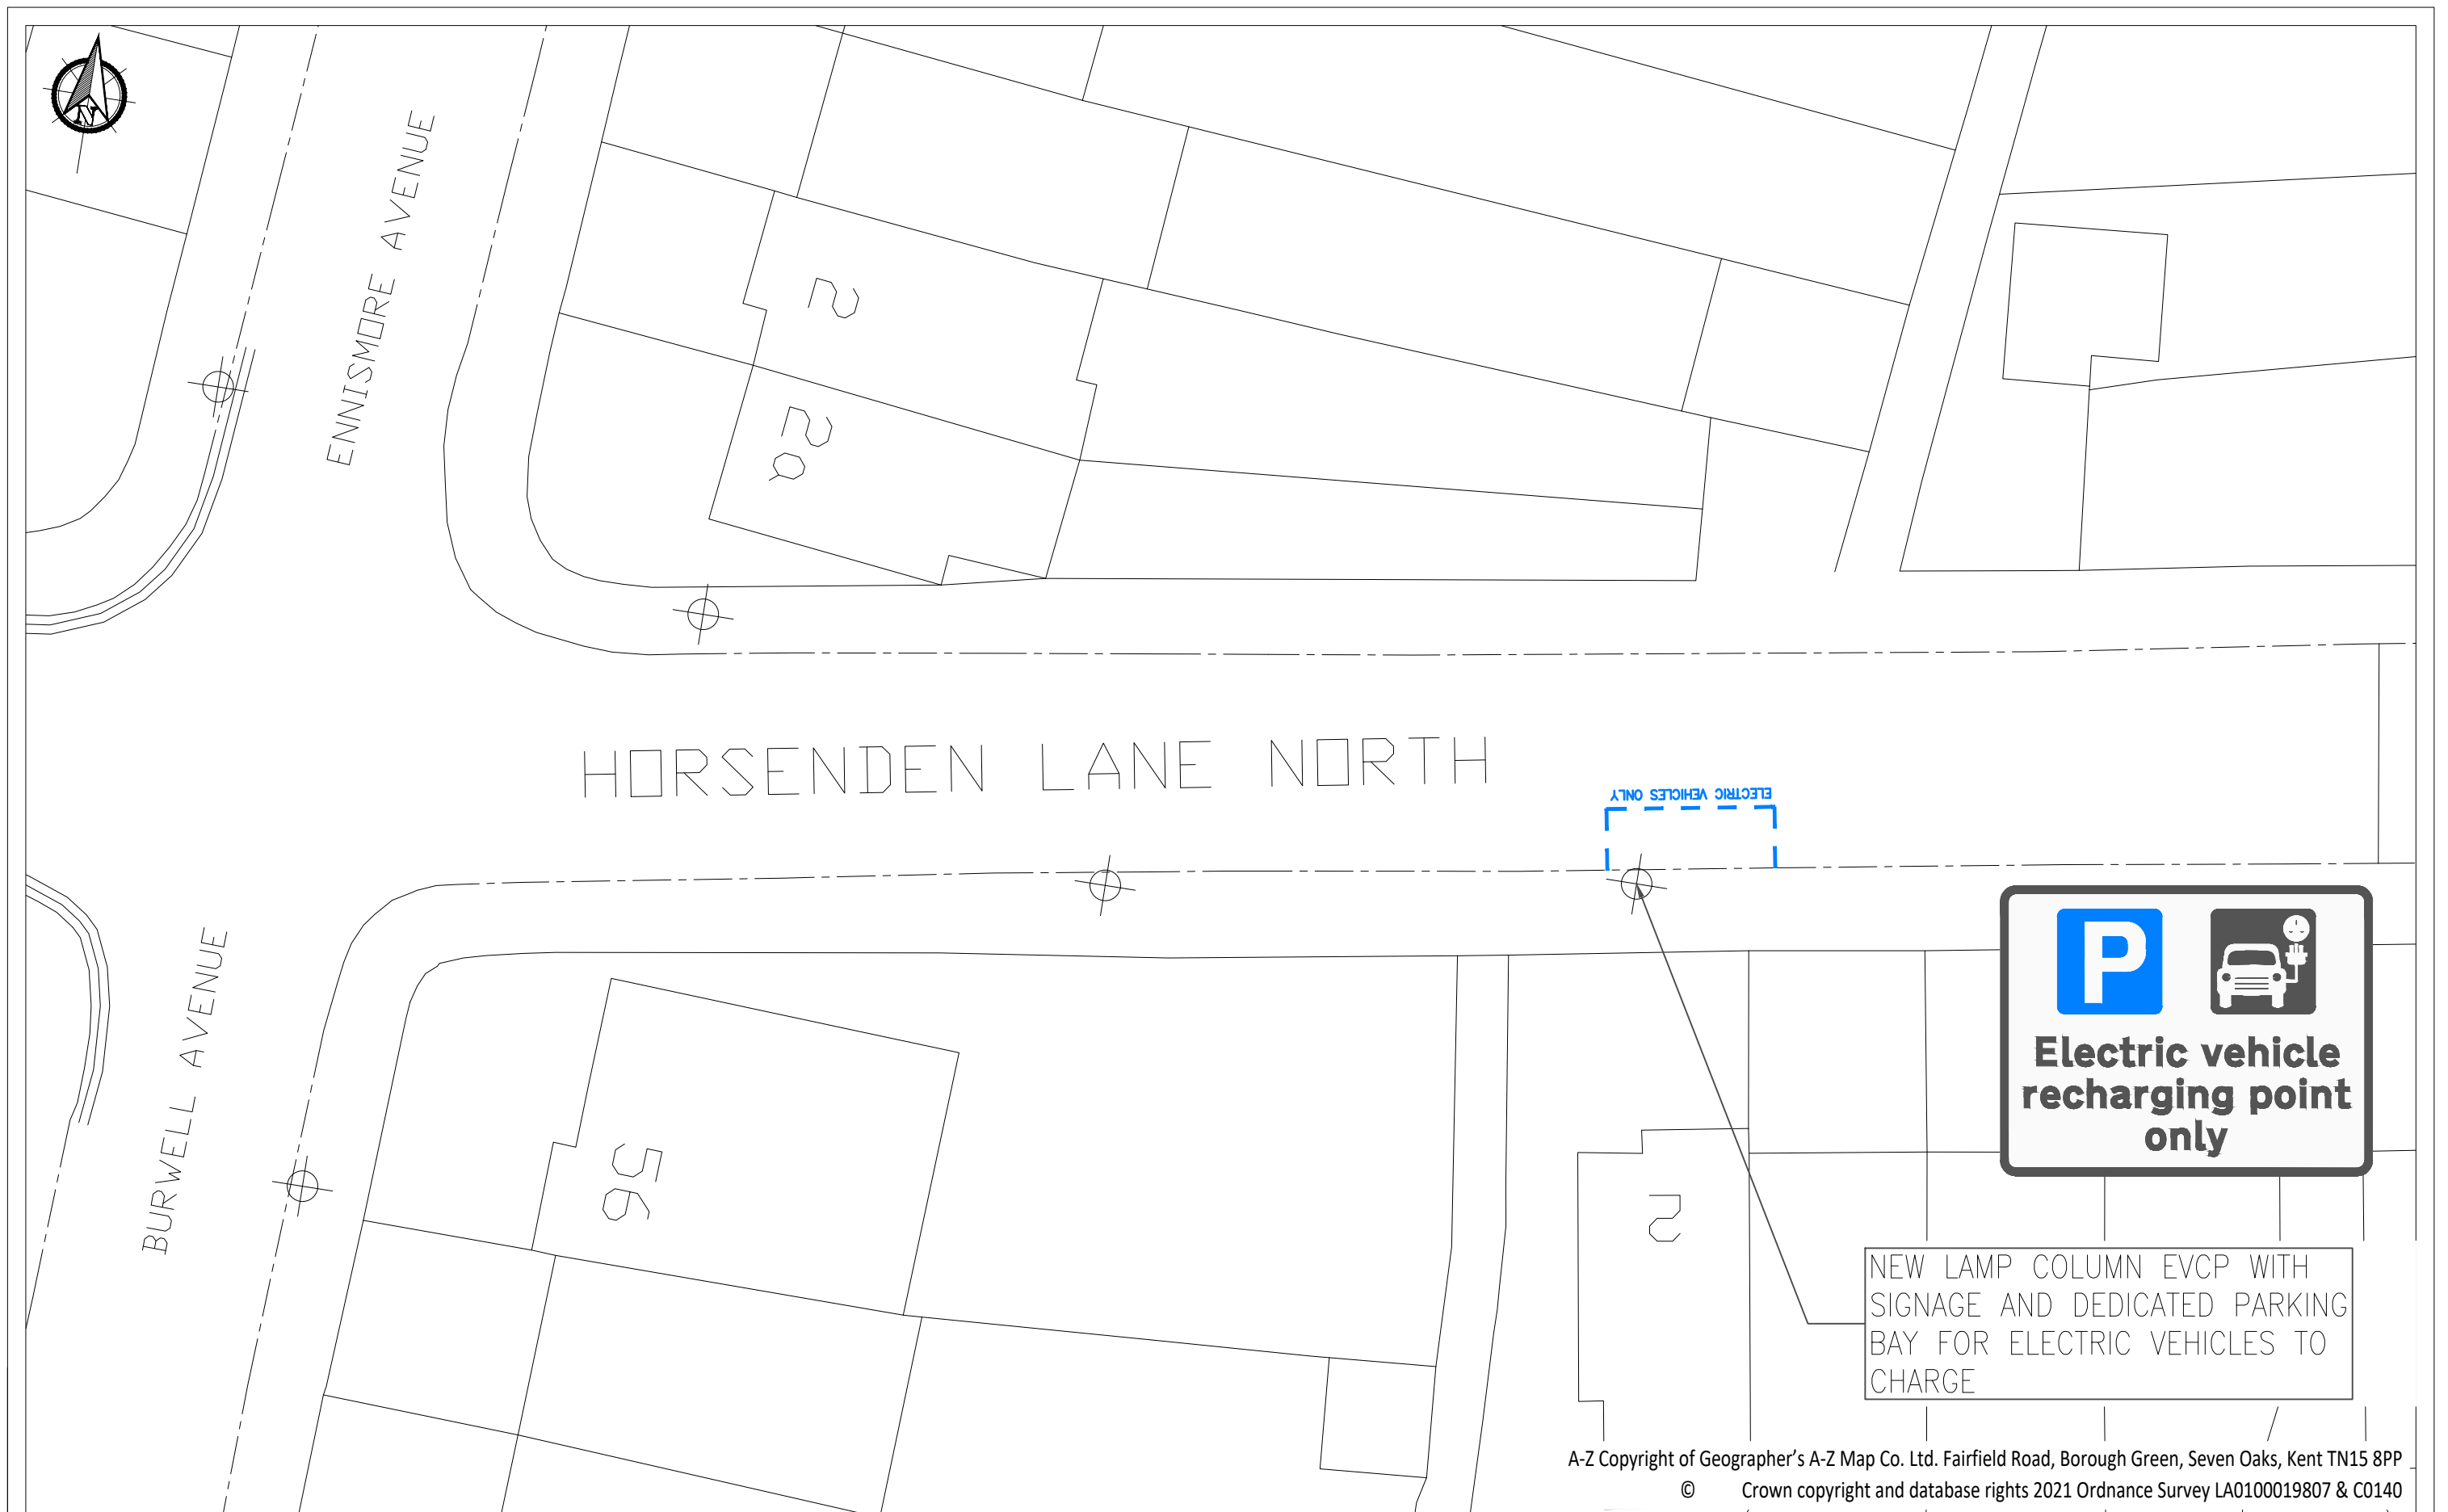 ENNISMORE AVENUE
N
2
2a
HORSENDEN LANE NORTH
ELECTRIC VEHICLES ONLY
BURWELL AVENUE
56
2
P
Electric vehicle
recharging point
only
NEW LAMP COLUMN EVCP WITH
SIGNAGE AND DEDICATED PARKING
BAY FOR ELECTRIC VEHICLES TO
CHARGE
A-Z Copyright of Geographer's A-Z Map Co. Ltd. Fairfield Road, Borough Green, Seven Oaks, Kent TN15 8PP
© Crown copyright and database rights 2021 Ordnance Survey LA0100019807 & C0140